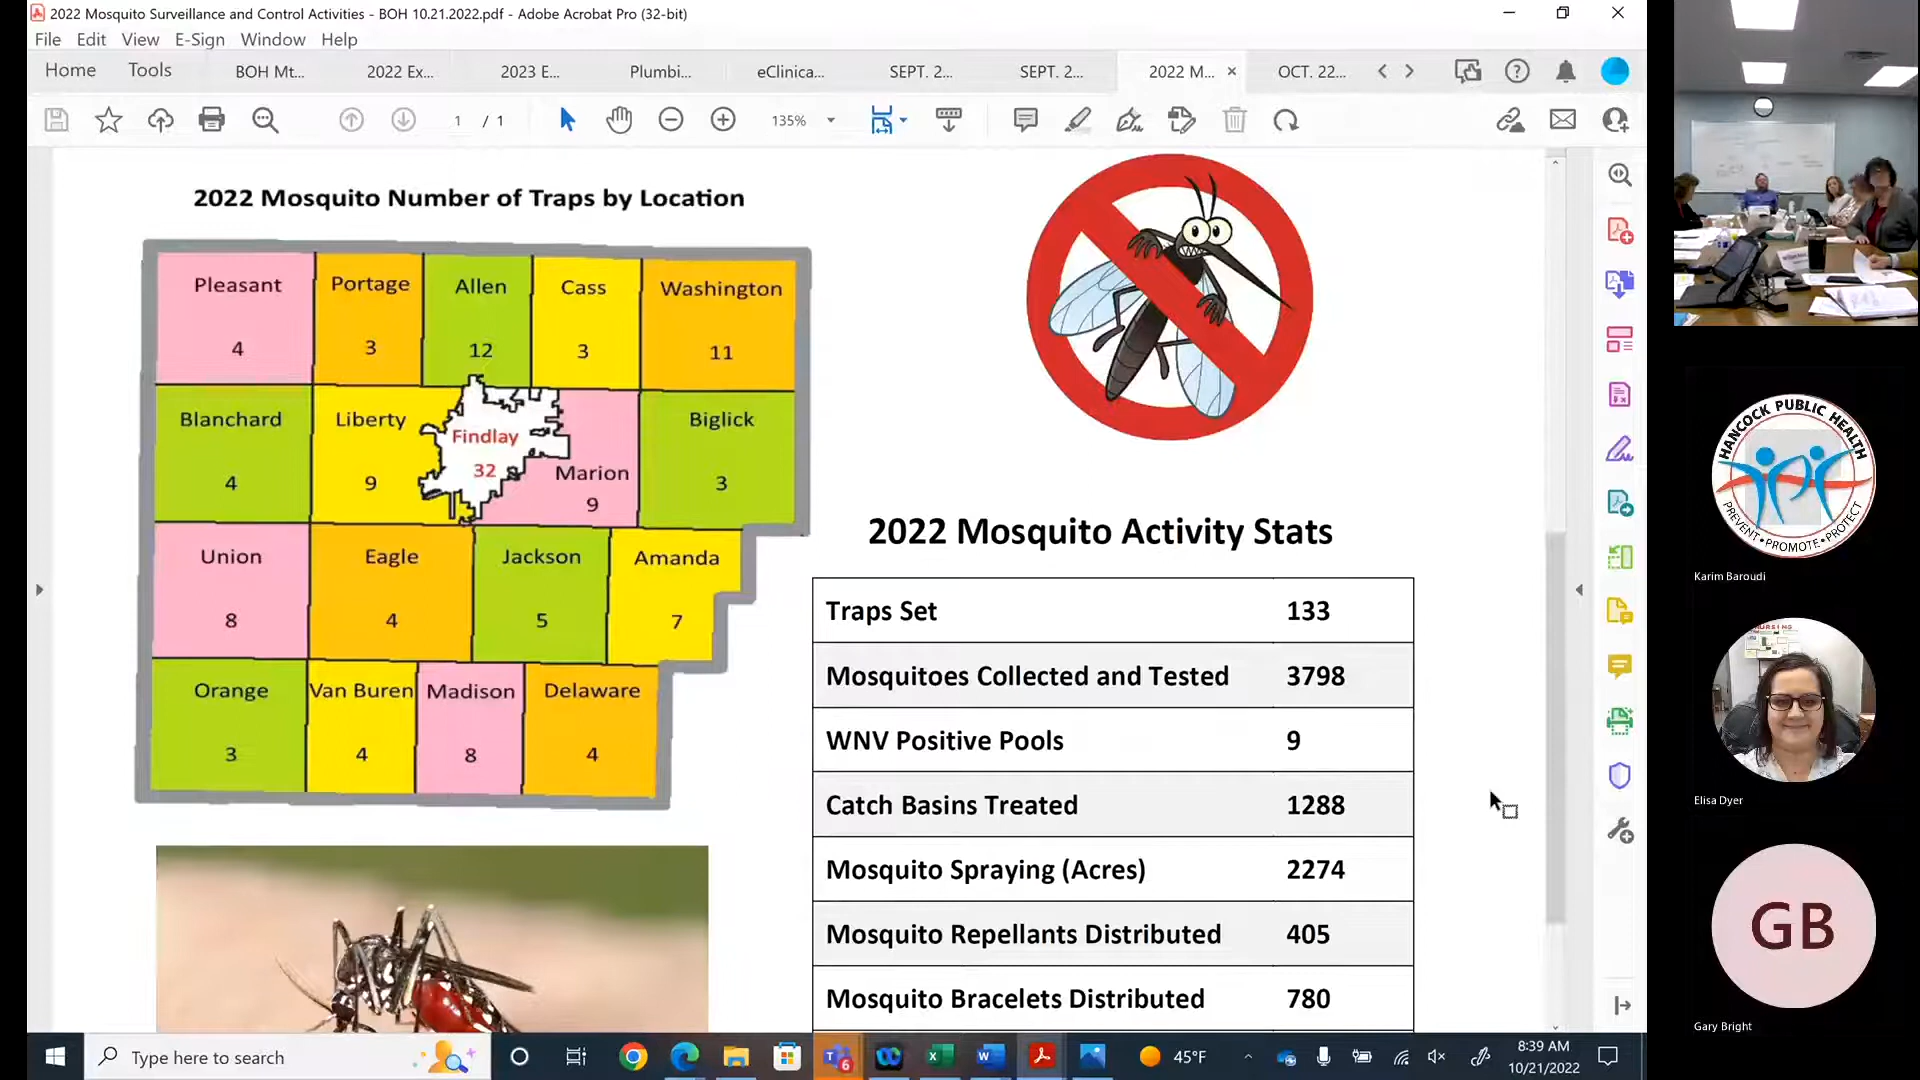 2022 Mosquito Surveillance and Control Activities - BOH 10.21.2022.pdf - Adobe Acrobat Pro (32-bit)
File Edit View E-Sign Window Help
Home Tools BOH Mt... 2022 Ex... 2023 E... Plumbi... eClinica... SEPT. 2... SEPT. 2... 2022 M... × OCT. 22...
1 / 1 135%
2022 Mosquito Number of Traps by Location
Pleasant Portage Allen Cass Washington
4 3 12 3 11
Blanchard Liberty Findlay Marion Biglick
4 9 32 9 3
Union Eagle Jackson Amanda
8 4 5 7
Orange Van Buren Madison Delaware
3 4 8 4
2022 Mosquito Activity Stats
Traps Set 133
Mosquitoes Collected and Tested 3798
WNV Positive Pools 9
Catch Basins Treated 1288
Mosquito Spraying (Acres) 2274
Mosquito Repellants Distributed 405
Mosquito Bracelets Distributed 780
HANCOCK PUBLIC HEALTH
PREVENT • PROMOTE • PROTECT
Karim Baroudi
Elisa Dyer
GB
Gary Bright
Type here to search
6
45°F
8:39 AM
10/21/2022